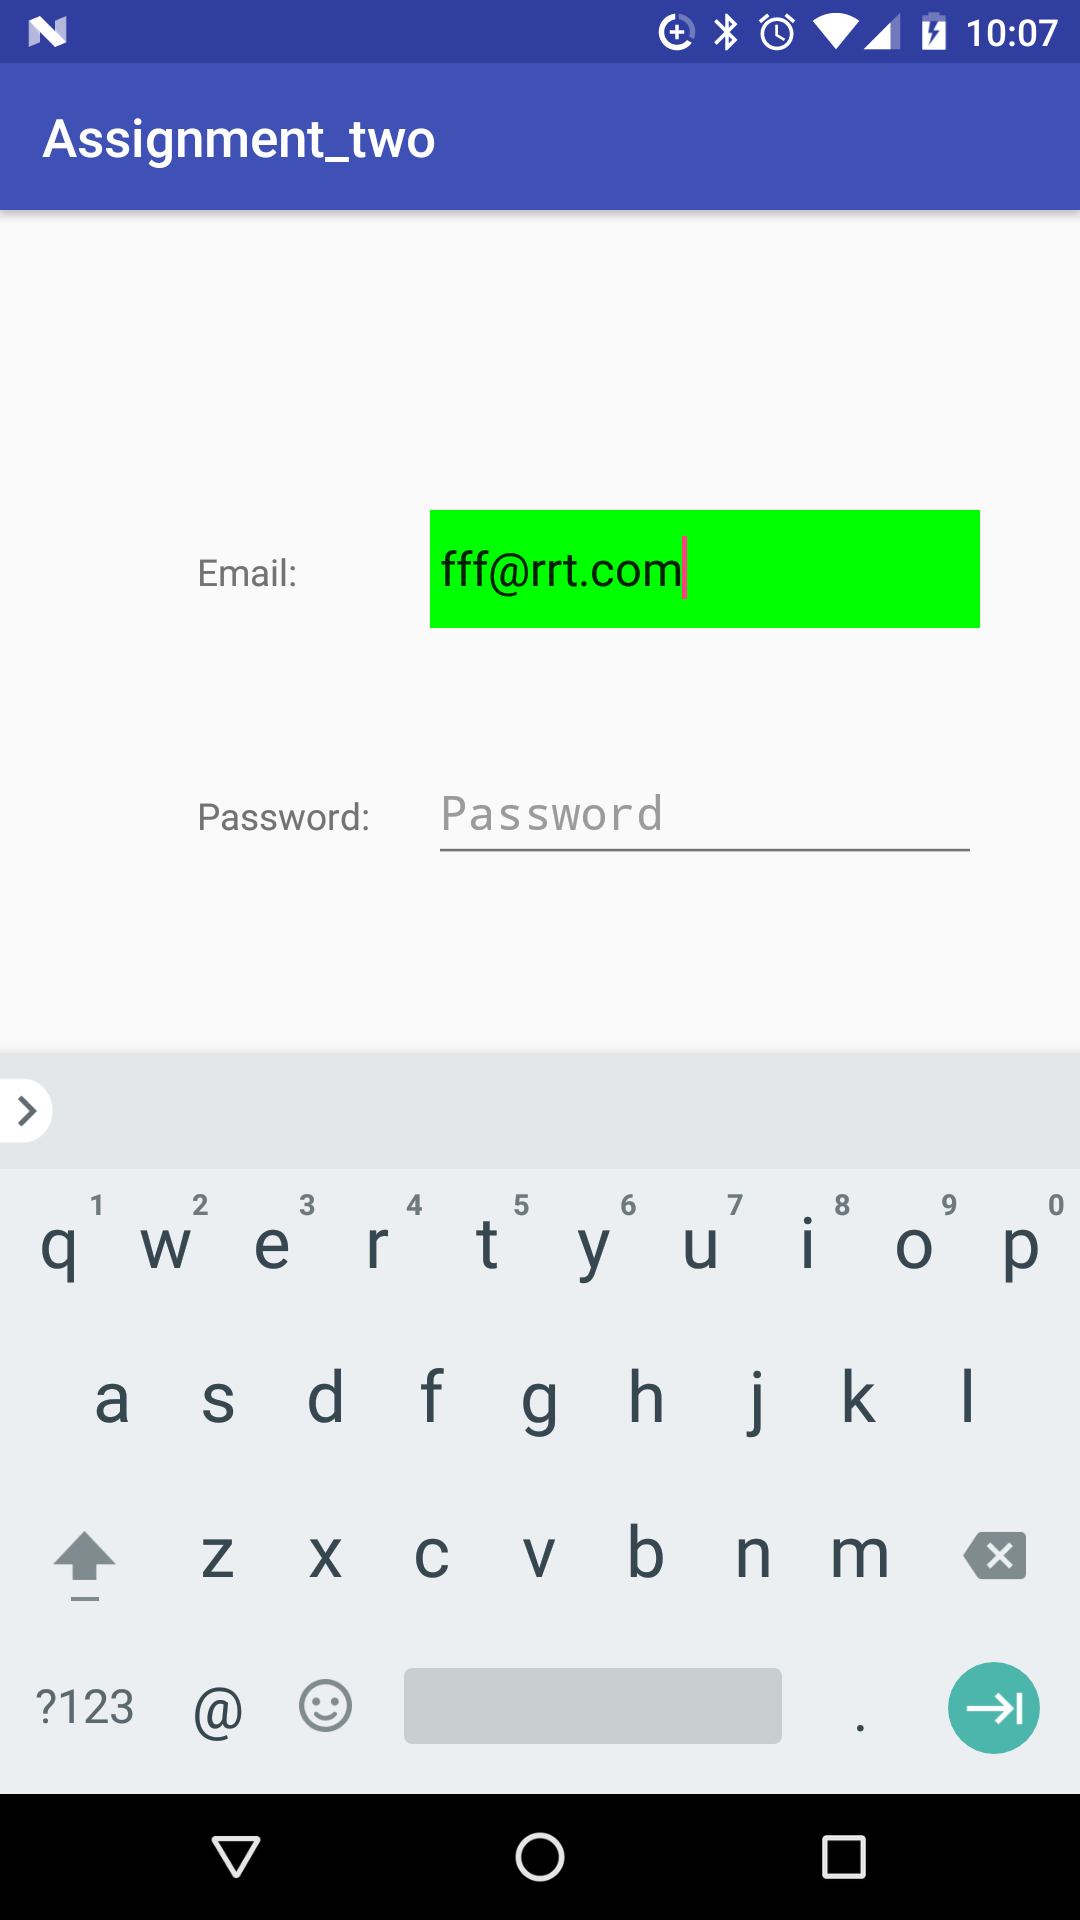 10:07
Assignment_two
Email: fff@rrt.com
Password: Password
1 2 3 4 5 6 7 8 9 0
q w e r t y u i o p
a s d f g h j k l
z x c v b n m
?123 @ .